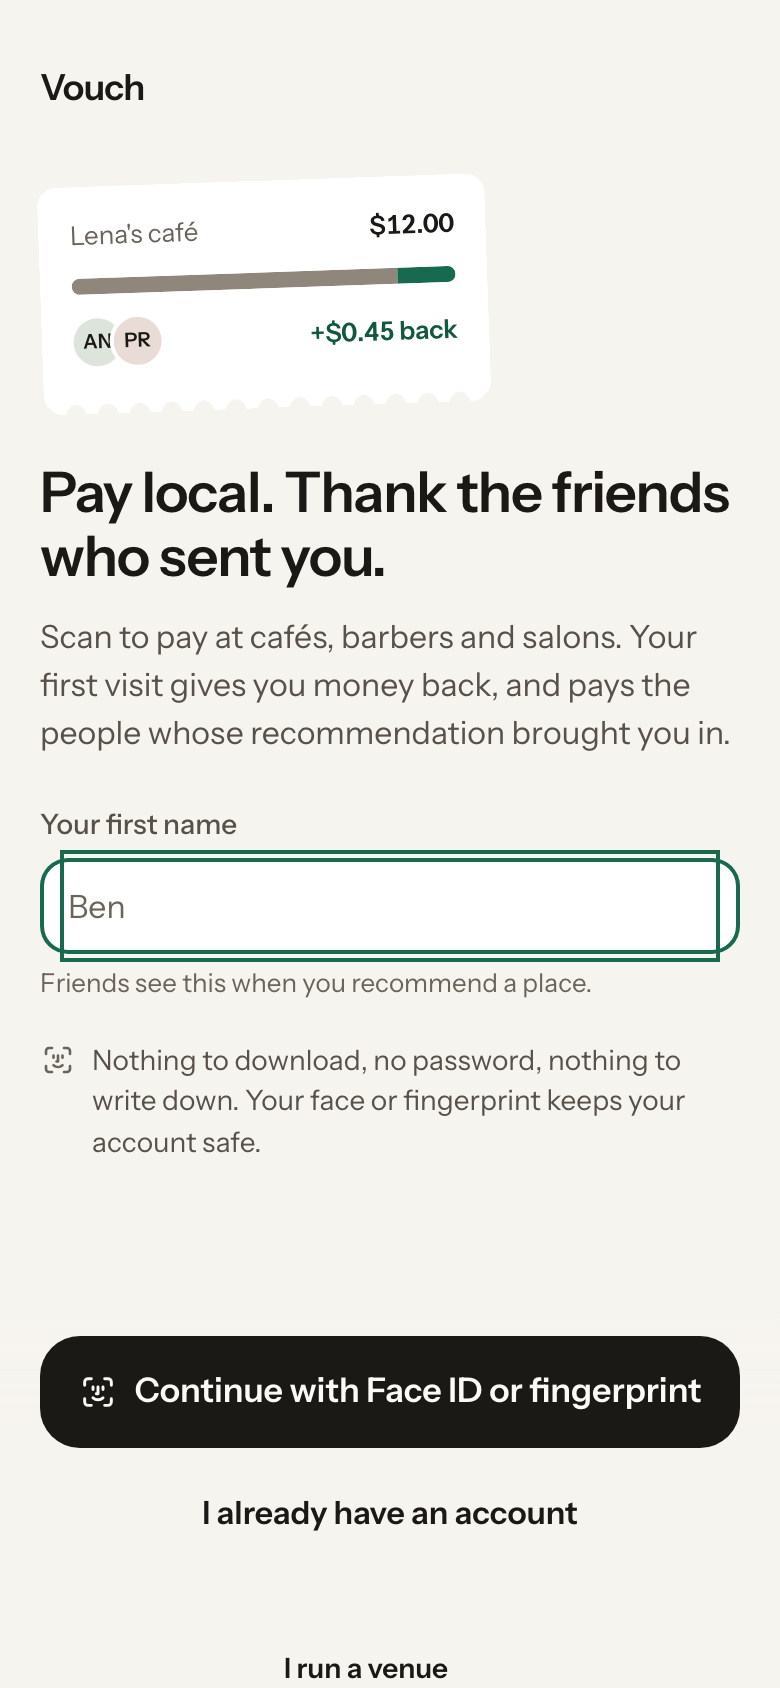 Vouch
Lena's café
$12.00
AN PR
+$0.45 back
Pay local. Thank the friends
who sent you.
Scan to pay at cafés, barbers and salons. Your
first visit gives you money back, and pays the
people whose recommendation brought you in.
Your first name
Ben
Friends see this when you recommend a place.
Nothing to download, no password, nothing to
write down. Your face or fingerprint keeps your
account safe.
Continue with Face ID or fingerprint
I already have an account
I run a venue